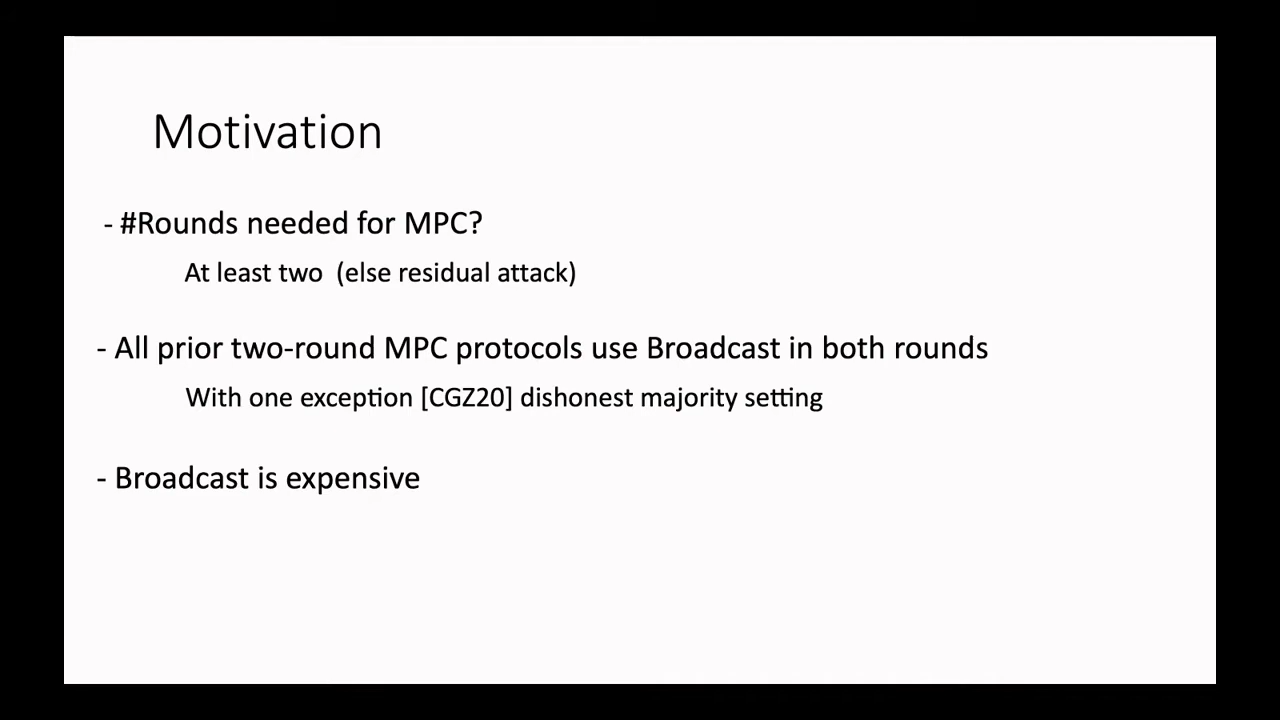 Motivation
- #Rounds needed for MPC?
At least two (else residual attack)
- All prior two-round MPC protocols use Broadcast in both rounds
With one exception [CGZ20] dishonest majority setting
- Broadcast is expensive